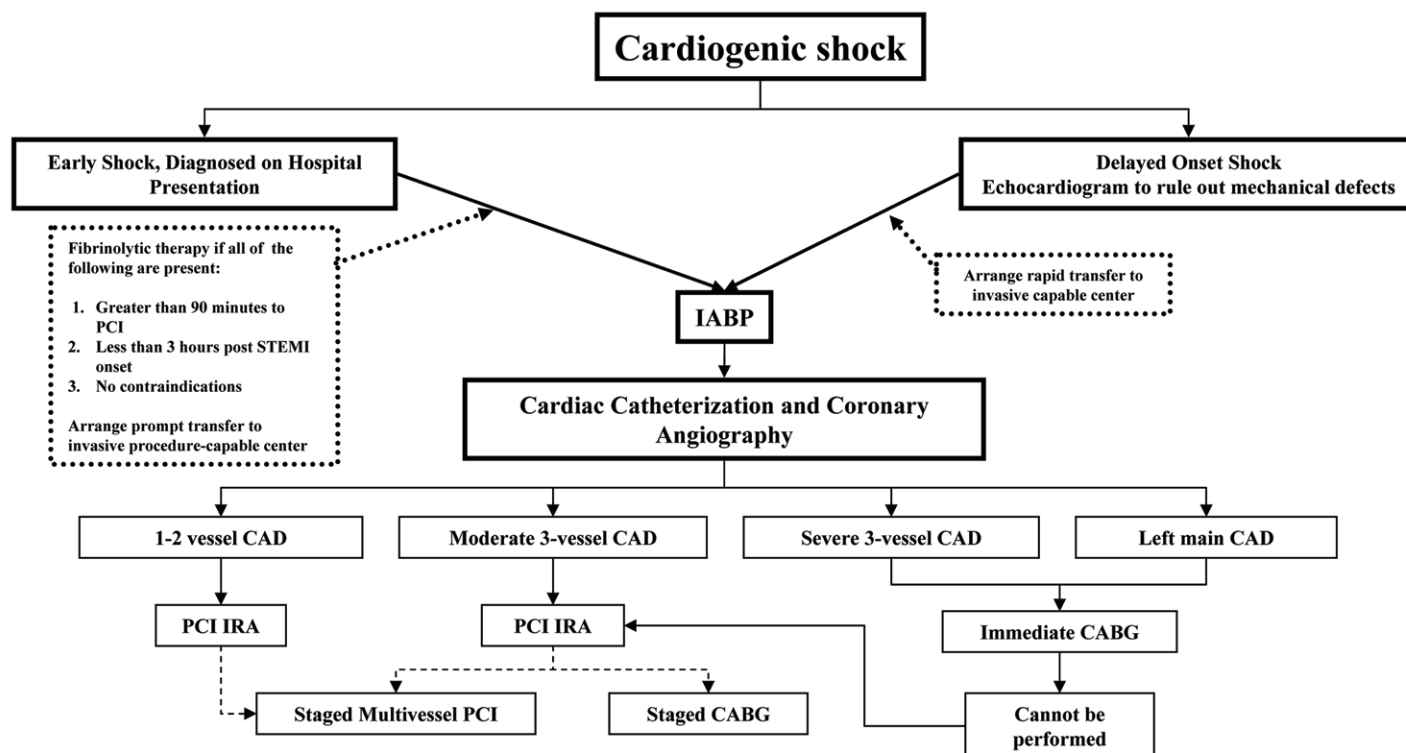 Cardiogenic shock
Early Shock, Diagnosed on Hospital
Presentation
Delayed Onset Shock
Echocardiogram to rule out mechanical defects
Fibrinolytic therapy if all of the
following are present:
1. Greater than 90 minutes to
PCI
2. Less than 3 hours post STEMI
onset
3. No contraindications
Arrange prompt transfer to
invasive procedure-capable center
Arrange rapid transfer to
invasive capable center
IABP
Cardiac Catheterization and Coronary
Angiography
1-2 vessel CAD
Moderate 3-vessel CAD
Severe 3-vessel CAD
Left main CAD
PCI IRA
PCI IRA
Immediate CABG
Staged Multivessel PCI
Staged CABG
Cannot be
performed